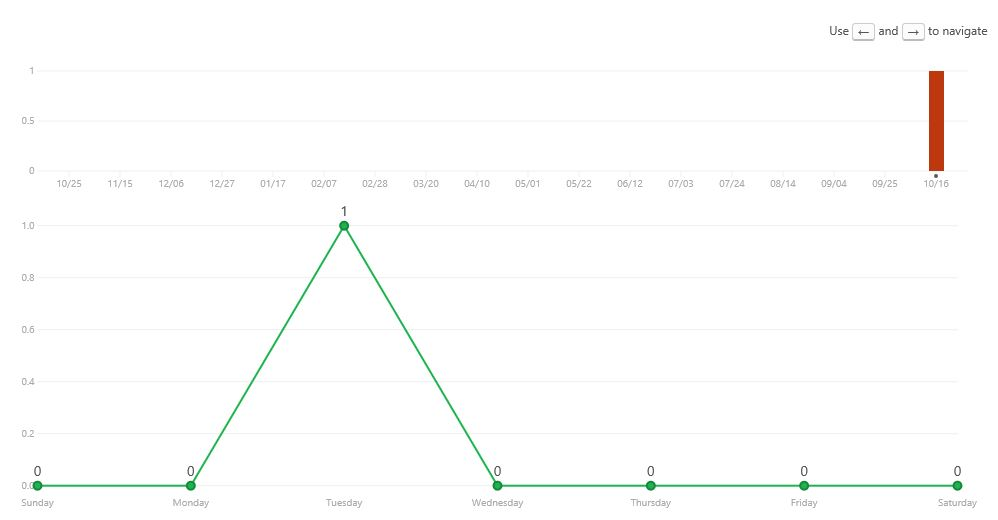 Use ← and → to navigate
1
0.5
0
10/25 11/15 12/06 12/27 01/17 02/07 02/28 03/20 04/10 05/01 05/22 06/12 07/03 07/24 08/14 09/04 09/25 10/16
1
1.0
0.8
0.6
0.4
0.2
0 0 0 0 0 0
0.0
Sunday Monday Tuesday Wednesday Thursday Friday Saturday